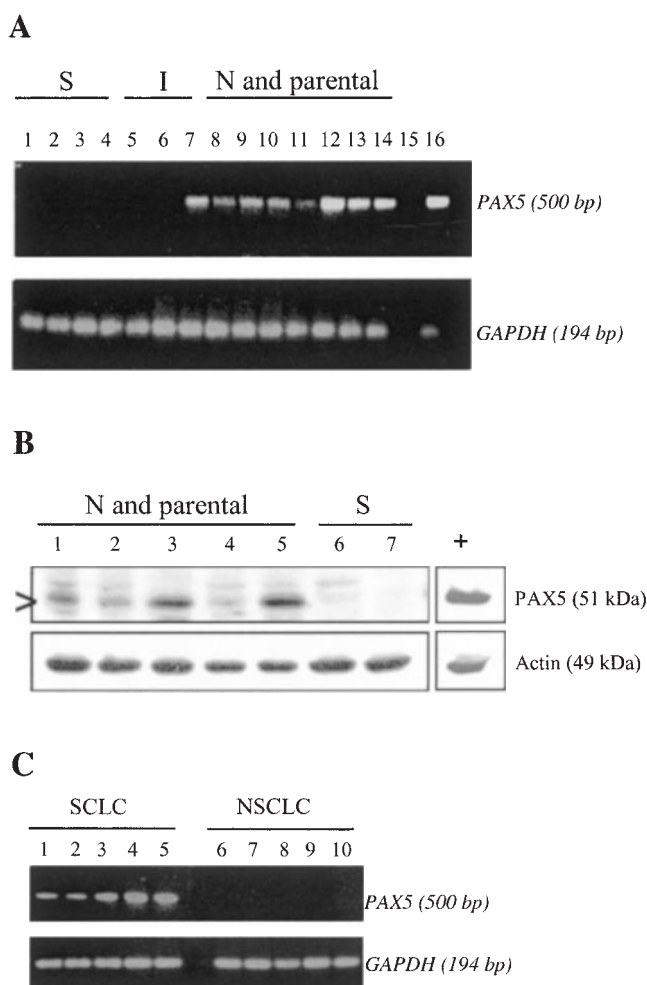 A
S I N and parental
1 2 3 4 5 6 7 8 9 10 11 12 13 14 15 16
PAX5 (500 bp)
GAPDH (194 bp)
B
N and parental S
1 2 3 4 5 6 7 +
>
PAX5 (51 kDa)
Actin (49 kDa)
C
SCLC NSCLC
1 2 3 4 5 6 7 8 9 10
PAX5 (500 bp)
GAPDH (194 bp)